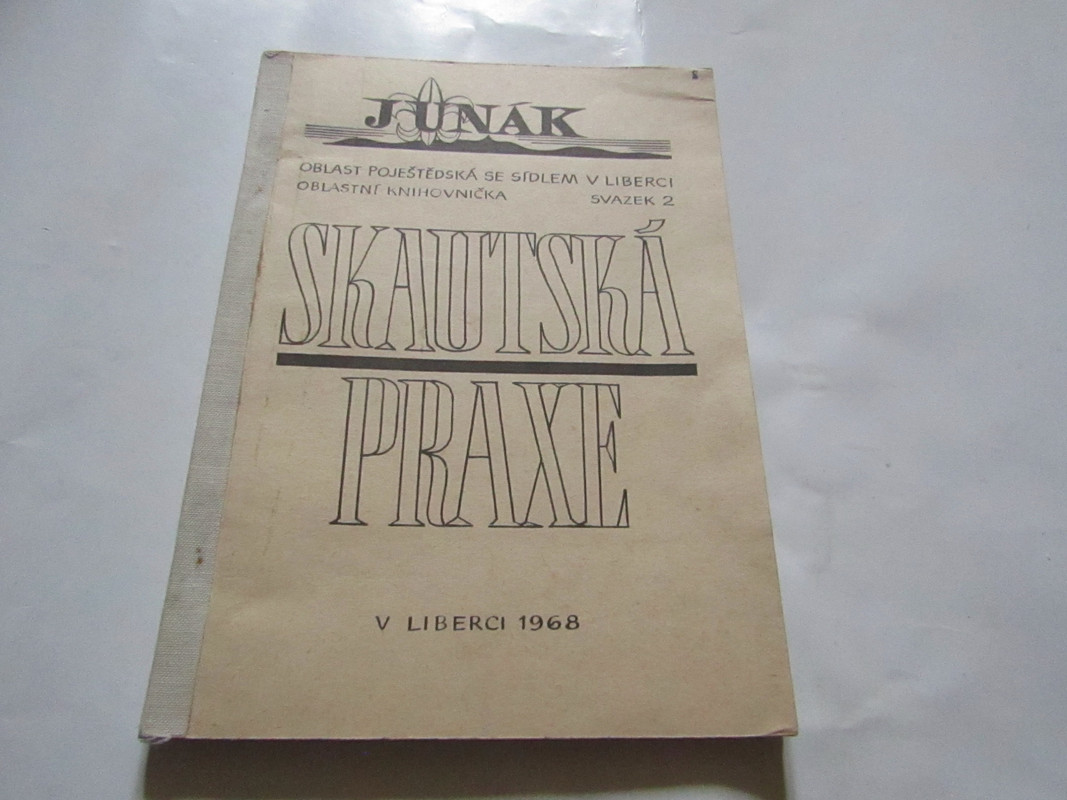 JUNÁK
OBLAST POJEŠTĚDSKÁ SE SÍDLEM V LIBERCI
OBLASTNÍ KNIHOVNIČKA SVAZEK 2
SKAUTSKÁ
PRAXE
V LIBERCI 1968